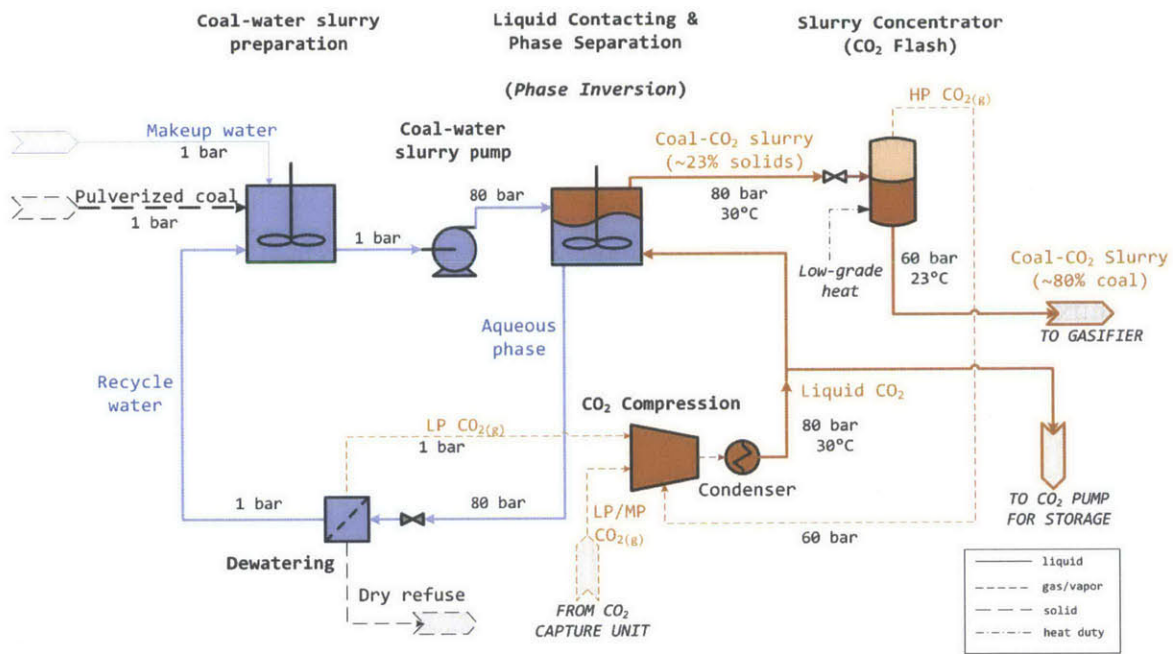 Coal-water slurry
preparation
Liquid Contacting &
Phase Separation
(Phase Inversion)
Slurry Concentrator
(CO₂ Flash)
HP CO₂(g)
Makeup water
1 bar
Coal-water
slurry pump
Coal-CO₂ slurry
(~23% solids)
Pulverized coal
1 bar
80 bar
80 bar
30°C
1 bar
Low-grade
heat
60 bar
23°C
Coal-CO₂ Slurry
(~80% coal)
TO GASIFIER
Aqueous
phase
Recycle
water
CO₂ Compression
Liquid CO₂
80 bar
30°C
LP CO₂(g)
1 bar
Condenser
1 bar
80 bar
LP/MP
CO₂(g)
60 bar
TO CO₂ PUMP
FOR STORAGE
Dewatering
Dry refuse
FROM CO₂
CAPTURE UNIT
liquid
gas/vapor
solid
heat duty